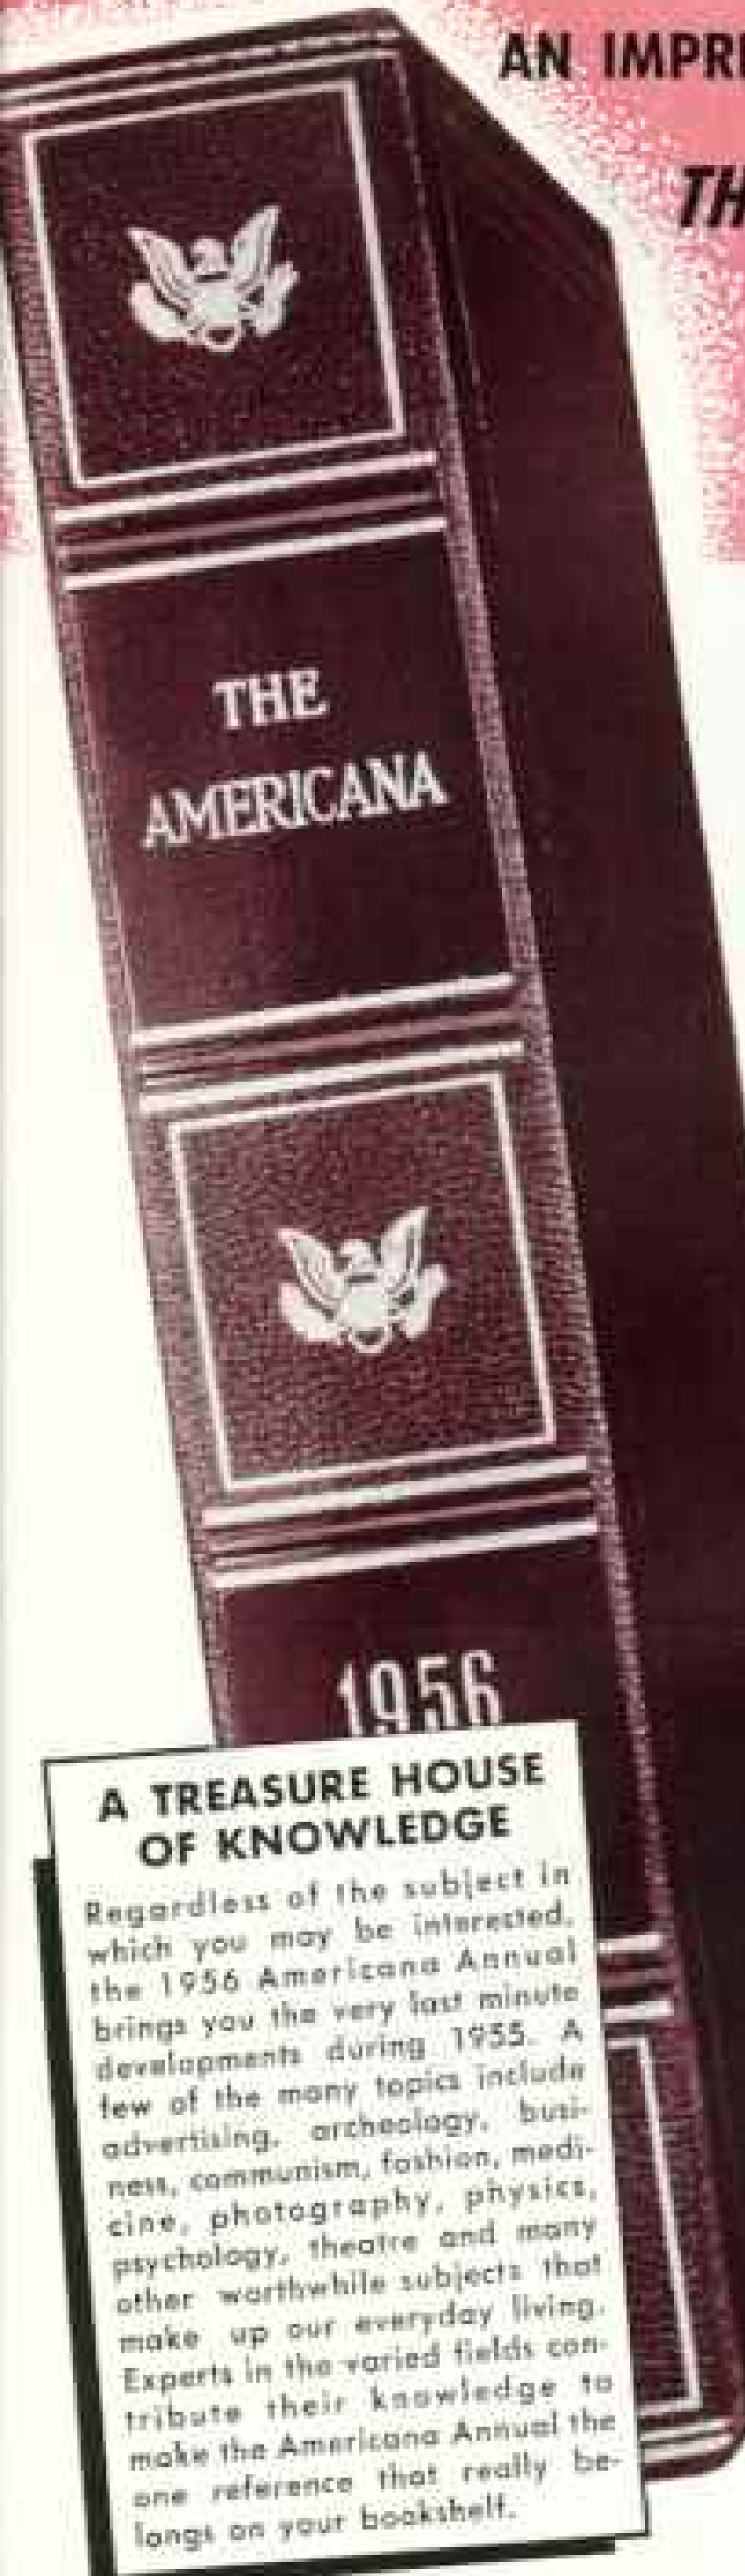 AN IMPR
TH
THE
AMERICANA
1956
A TREASURE HOUSE
OF KNOWLEDGE
Regardless of the subject in
which you may be interested,
the 1956 Americana Annual
brings you the very last minute
developments during 1955. A
few of the many topics include
advertising, archeology, busi-
ness, communism, fashion, medi-
cine, photography, physics,
psychology, theatre and many
other worthwhile subjects that
make up our everyday living.
Experts in the varied fields con-
tribute their knowledge to
make the Americana Annual the
one reference that really be-
longs on your bookshelf.